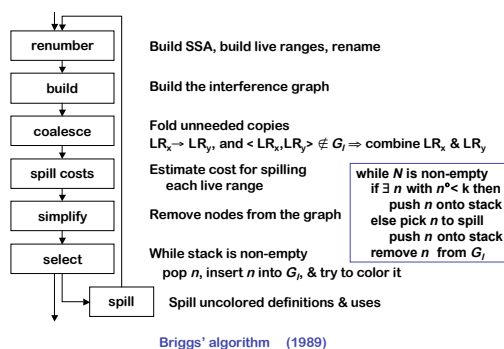 renumber
Build SSA, build live ranges, rename
build
Build the interference graph
coalesce
Fold unneeded copies
LRx → LRy, and < LRx,LRy> ∉ GI ⇒ combine LRx & LRy
spill costs
Estimate cost for spilling
each live range
simplify
Remove nodes from the graph
while N is non-empty
if ∃ n with n°< k then
push n onto stack
else pick n to spill
push n onto stack
remove n from GI
select
While stack is non-empty
pop n, insert n into GI, & try to color it
spill
Spill uncolored definitions & uses
Briggs’ algorithm (1989)